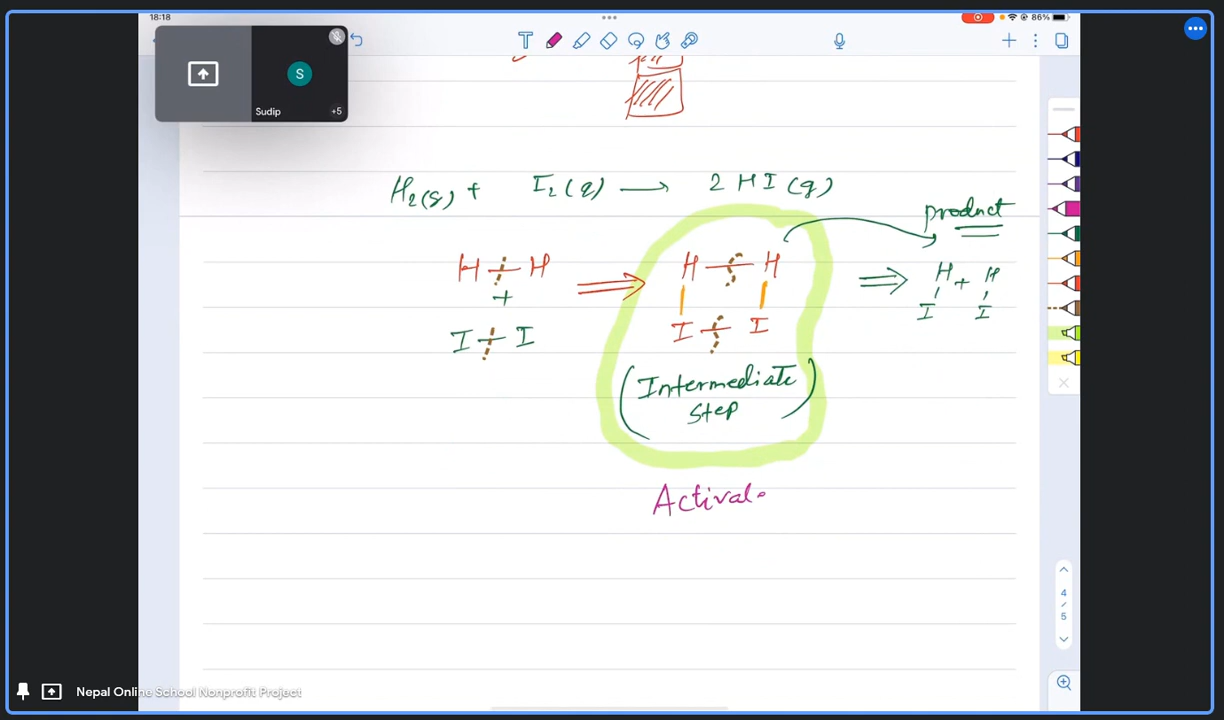 18:18
86%
T
S
Sudip
+5
H2(g) + I2(g) → 2 HI (g)
product
H — H
H — H
H + H
+
I I
I — I
I — I
(Intermediate
step)
Activat
4
/
5
Nepal Online School Nonprofit Project